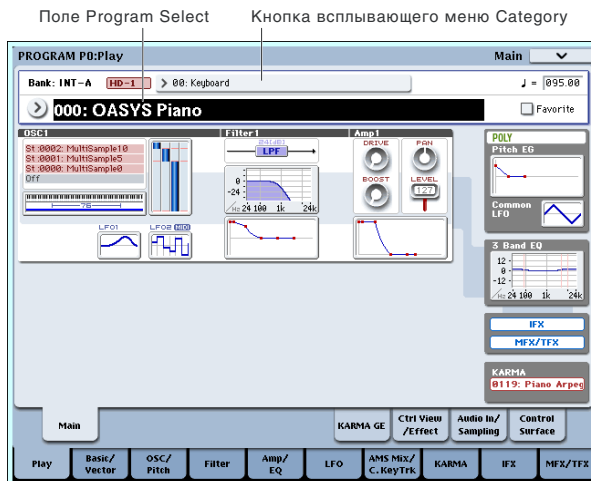 Поле Program Select
Кнопка всплывающего меню Category
PROGRAM P0:Play
Main
Bank: INT-A
HD-1
00: Keyboard
♩ = 095.00
000: OASYS Piano
Favorite
OSC1
Filter1
Amp1
St:0002: MultiSample10
St:0001: MultiSample5
St:0000: MultiSample0
Off
76
LFO1
LFO2 MIDI
24(dB)
LPF
0
-24
Hz 24 100 1k 24k
DRIVE
PAN
BOOST
LEVEL
127
POLY
Pitch EG
Common
LFO
3 Band EQ
12
0
-12
Hz 24 100 1k 24k
IFX
MFX/TFX
KARMA
0119: Piano Arpeg
Main
KARMA GE
Ctrl View
/Effect
Audio In/
Sampling
Control
Surface
Play
Basic/
Vector
OSC/
Pitch
Filter
Amp/
EQ
LFO
AMS Mix/
C.KeyTrk
KARMA
IFX
MFX/TFX